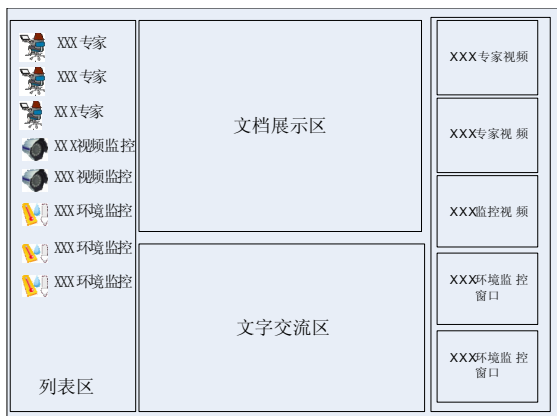 XXX 专家
XXX 专家
XXX专家
XXX视频监控
XXX 视频监控
XXX 环境监控
XXX 环境监控
XXX 环境监控
列表区
文档展示区
文字交流区
XXX专家视频
XXX专家视 频
XXX监控视 频
XXX环境监 控
窗口
XXX环境监 控
窗口